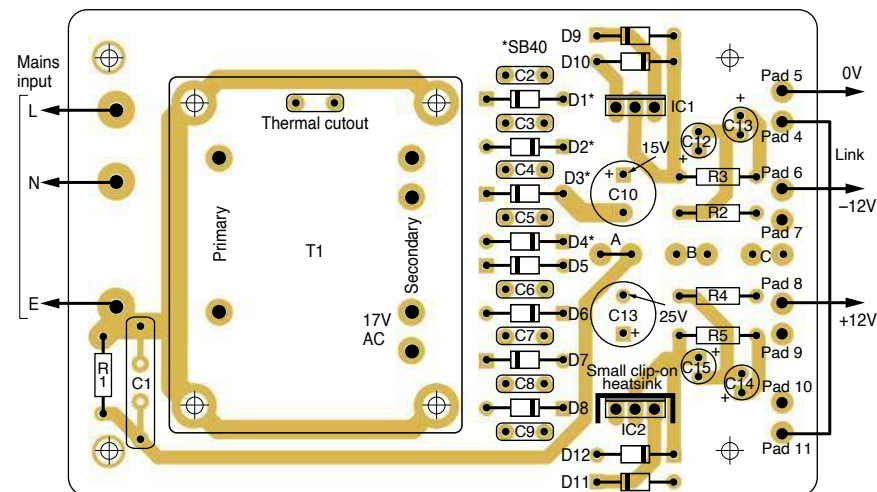 Mains
input
L
N
E
R
1
C1
Thermal cutout
Primary
T1
Secondary
17V
AC
*SB40
C2
D1*
C3
D2*
C4
D3*
C5
D4*
D5
C6
D6
C7
D7
C8
D8
C9
D9
D10
IC1
15V
+
C10
A
B
C
C13
25V
+
Small clip-on
heatsink
IC2
D12
D11
+
C12
+
C13
R3
R2
R4
R5
+
C15
+
C14
Pad 5
Pad 4
Pad 6
Pad 7
Pad 8
Pad 9
Pad 10
Pad 11
0V
Link
–12V
+12V